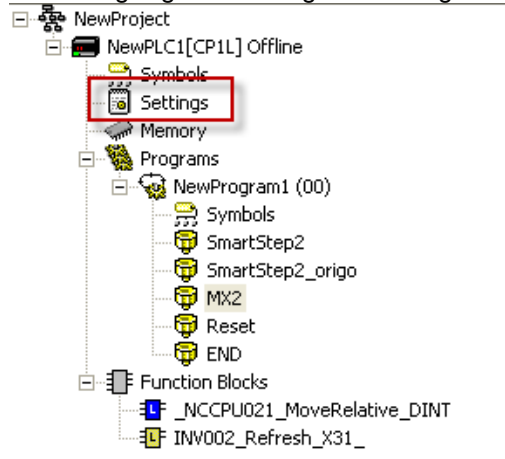 NewProject
NewPLC1[CP1L] Offline
Symbols
Settings
Memory
Programs
NewProgram1 (00)
Symbols
SmartStep2
SmartStep2_origo
MX2
Reset
END
Function Blocks
_NCCPU021_MoveRelative_DINT
INV002_Refresh_X31_